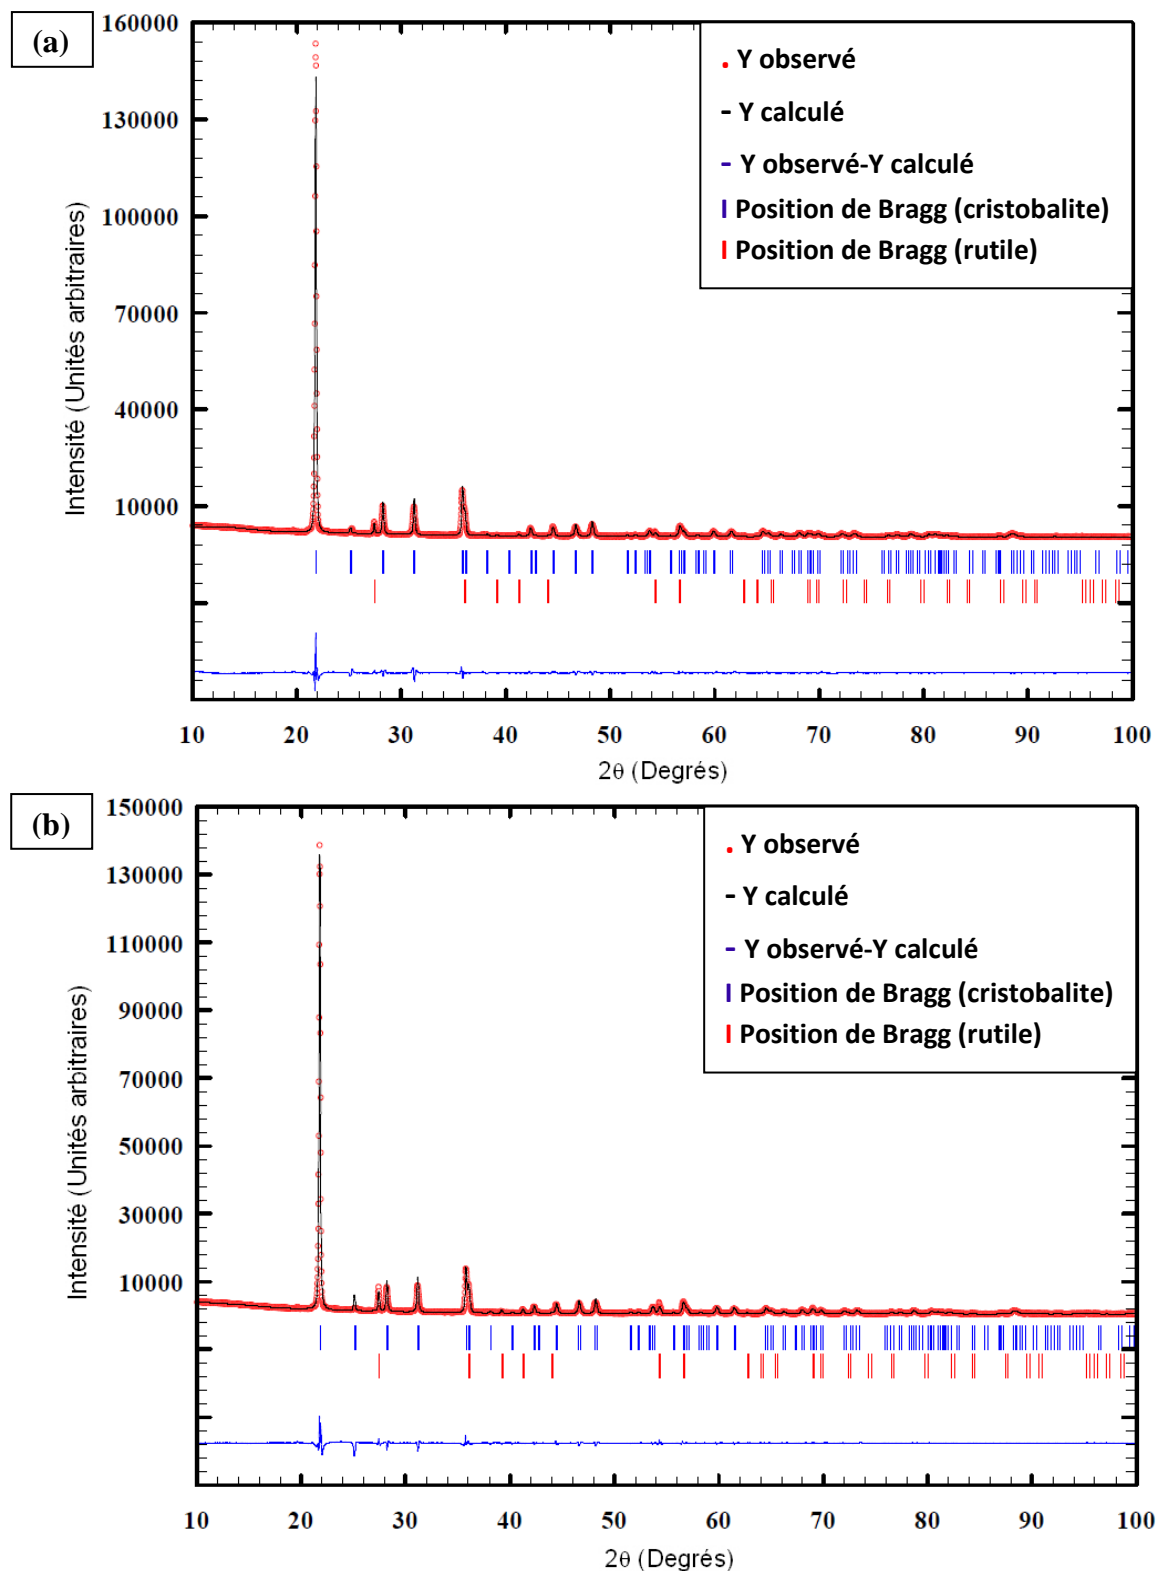 (a)
160000
130000
100000
70000
40000
10000
Intensité (Unités arbitraires)
. Y observé
- Y calculé
- Y observé-Y calculé
I Position de Bragg (cristobalite)
I Position de Bragg (rutile)
10 20 30 40 50 60 70 80 90 100
2θ (Degrés)
(b)
150000
130000
110000
90000
70000
50000
30000
10000
Intensité (Unités arbitraires)
. Y observé
- Y calculé
- Y observé-Y calculé
I Position de Bragg (cristobalite)
I Position de Bragg (rutile)
10 20 30 40 50 60 70 80 90 100
2θ (Degrés)